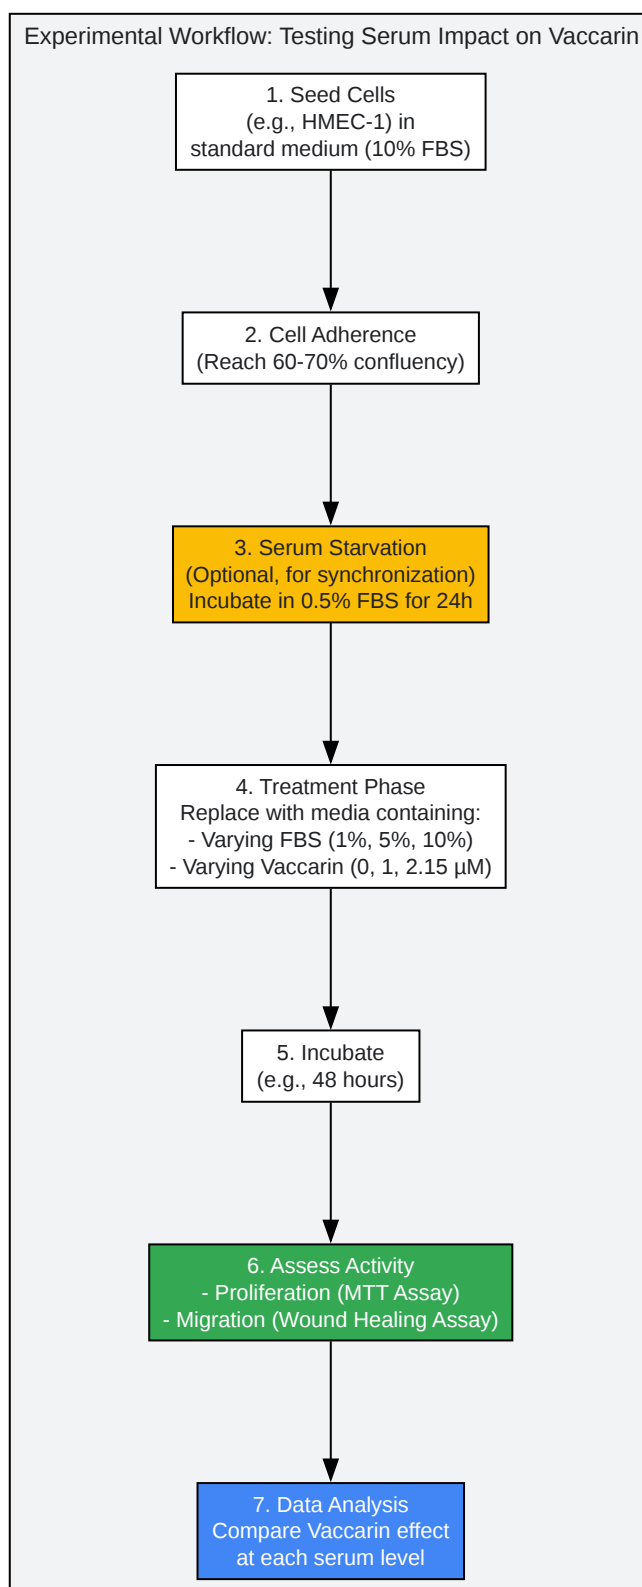 Experimental Workflow: Testing Serum Impact on Vaccarin
1. Seed Cells
(e.g., HMEC-1) in
standard medium (10% FBS)
2. Cell Adherence
(Reach 60-70% confluency)
3. Serum Starvation
(Optional, for synchronization)
Incubate in 0.5% FBS for 24h
4. Treatment Phase
Replace with media containing:
- Varying FBS (1%, 5%, 10%)
- Varying Vaccarin (0, 1, 2.15 µM)
5. Incubate
(e.g., 48 hours)
6. Assess Activity
- Proliferation (MTT Assay)
- Migration (Wound Healing Assay)
7. Data Analysis
Compare Vaccarin effect
at each serum level